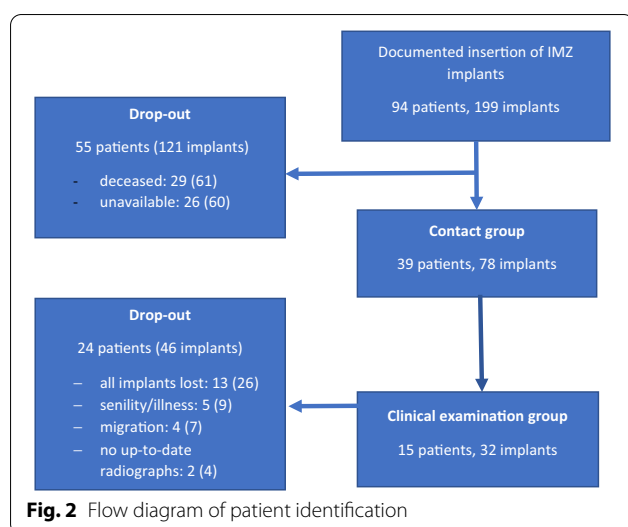 Documented insertion of IMZ
implants
94 patients, 199 implants
Drop-out
55 patients (121 implants)
- deceased: 29 (61)
- unavailable: 26 (60)
Contact group
39 patients, 78 implants
Drop-out
24 patients (46 implants)
– all implants lost: 13 (26)
– senility/illness: 5 (9)
– migration: 4 (7)
– no up-to-date
radiographs: 2 (4)
Clinical examination group
15 patients, 32 implants
Fig. 2 Flow diagram of patient identification